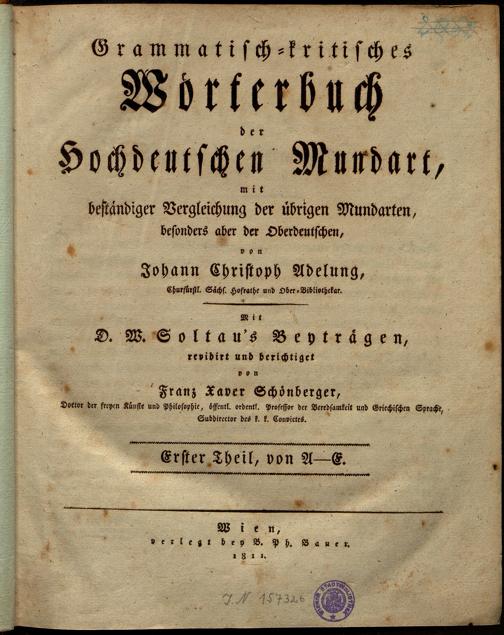 Grammatisch-kritisches
Wörterbuch
der
Hochdeutschen Mundart,
mit
beständiger Vergleichung der übrigen Mundarten,
besonders aber der Oberdeutschen,
von
Johann Christoph Adelung,
Churfürstl. Sächs. Hofrathe und Ober-Bibliothekar.
Mit
D. W. Soltau's Beyträgen,
revidirt und berichtiget
von
Franz Xaver Schönberger,
Doctor der freyen Künste und Philosophie, öffentl. ordentl. Professor der Beredsamkeit und Griechischen Sprache,
Subdirector des k. k. Convictes.
Erster Theil, von A—E.
Wien,
verlegt bey B. Ph. Bauer.
1811.
J. N. 157326